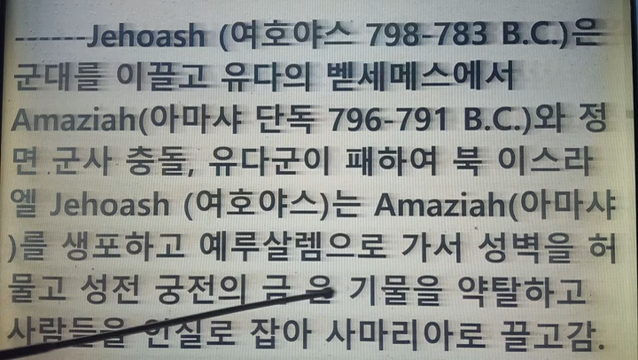 ------Jehoash (여호야스 798-783 B.C.)은
군대를 이끌고 유다의 벧세메스에서
Amaziah(아마샤 단독 796-791 B.C.)와 정
면 군사 충돌, 유다군이 패하여 북 이스라
엘 Jehoash (여호야스)는 Amaziah(아마샤
)를 생포하고 예루살렘으로 가서 성벽을 허
물고 성전 궁전의 금 은 기물을 약탈하고
사람들을 인질로 잡아 사마리아로 끌고감.